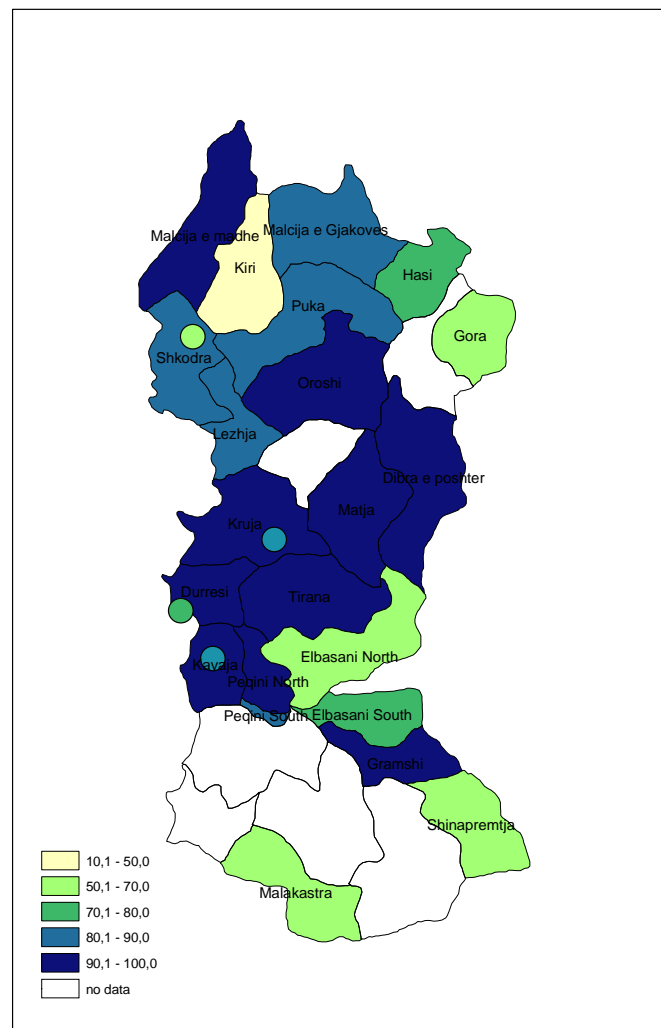 Malcija e madhe
Malcija e Gjakoves
Kiri
Hasi
Puka
Gora
Shkodra
Oroshi
Lezhja
Dibra e poshter
Matja
Kruja
Durresi
Tirana
Elbasani North
Kavaja
Peqini North
Peqini South
Elbasani South
Gramshi
Shinapremtja
Malakastra
10,1 - 50,0
50,1 - 70,0
70,1 - 80,0
80,1 - 90,0
90,1 - 100,0
no data